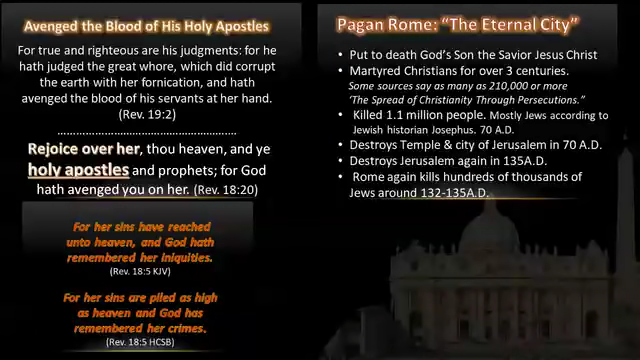 Avenged the Blood of His Holy Apostles
For true and righteous are his judgments: for he
hath judged the great whore, which did corrupt
the earth with her fornication, and hath
avenged the blood of his servants at her hand.
(Rev. 19:2)
......................................................
Rejoice over her, thou heaven, and ye
holy apostles and prophets; for God
hath avenged you on her. (Rev. 18:20)
For her sins have reached
unto heaven, and God hath
remembered her iniquities.
(Rev. 18:5 KJV)
For her sins are piled as high
as heaven and God has
remembered her crimes.
(Rev. 18:5 HCSB)
Pagan Rome: “The Eternal City”
• Put to death God’s Son the Savior Jesus Christ
• Martyred Christians for over 3 centuries.
Some sources say as many as 210,000 or more
‘The Spread of Christianity Through Persecutions.”
• Killed 1.1 million people. Mostly Jews according to
Jewish historian Josephus. 70 A.D.
• Destroys Temple & city of Jerusalem in 70 A.D.
• Destroys Jerusalem again in 135A.D.
• Rome again kills hundreds of thousands of
Jews around 132-135A.D.